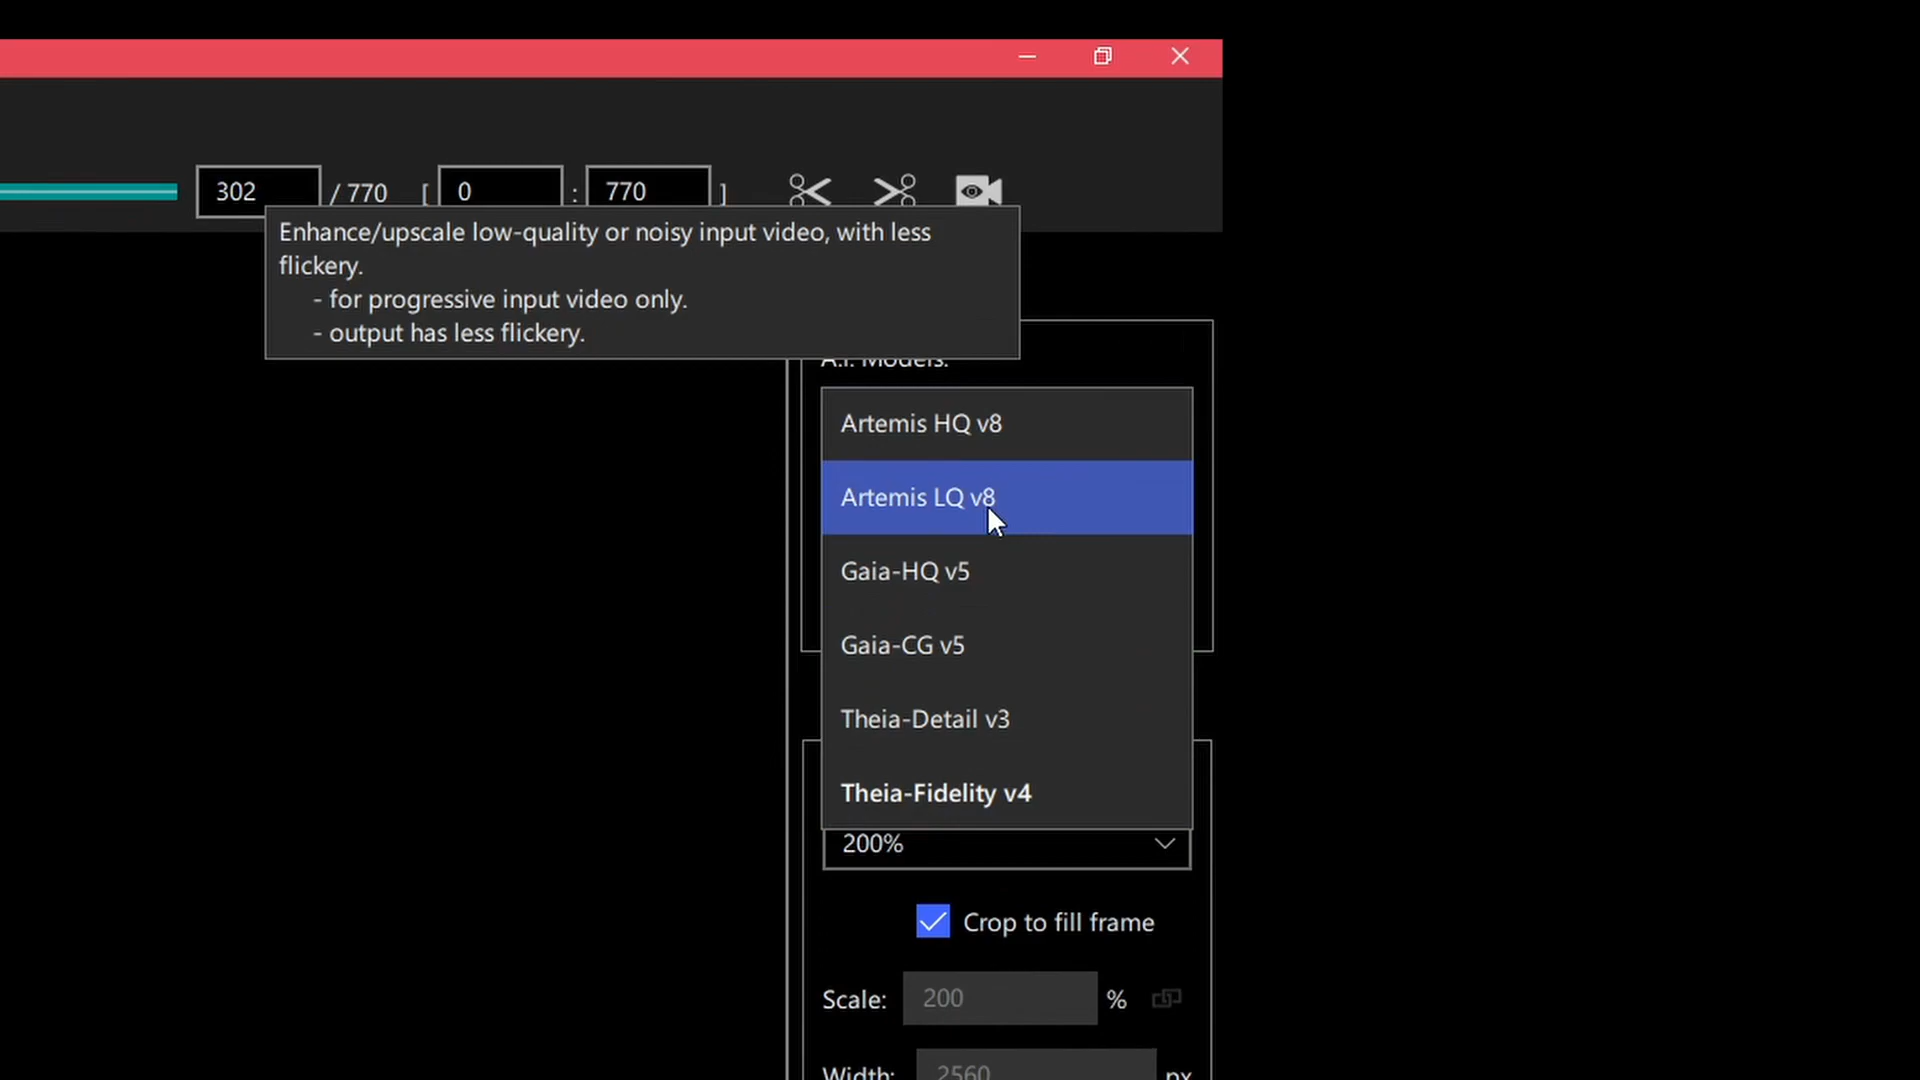 302 / 770 [ 0 : 770 ]
Enhance/upscale low-quality or noisy input video, with less
flickery.
- for progressive input video only.
- output has less flickery.
A.I. Models:
Artemis HQ v8
Artemis LQ v8
Gaia-HQ v5
Gaia-CG v5
Theia-Detail v3
Theia-Fidelity v4
200%
Crop to fill frame
Scale: 200 %
Width: 2560 px